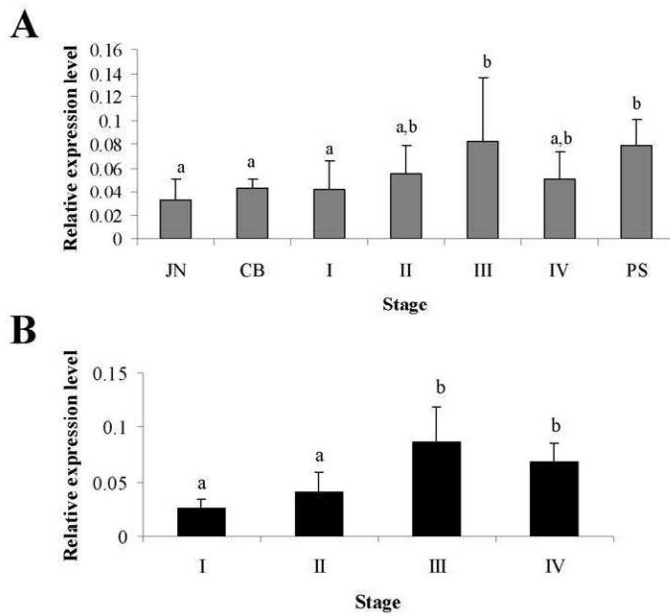 A
Relative expression level
0.16
0.14
0.12
0.1
0.08
0.06
0.04
0.02
0
a
a
a
a,b
b
a,b
b
JN CB I II III IV PS
Stage
B
Relative expression level
0.15
0.1
0.05
0
a
a
b
b
I II III IV
Stage